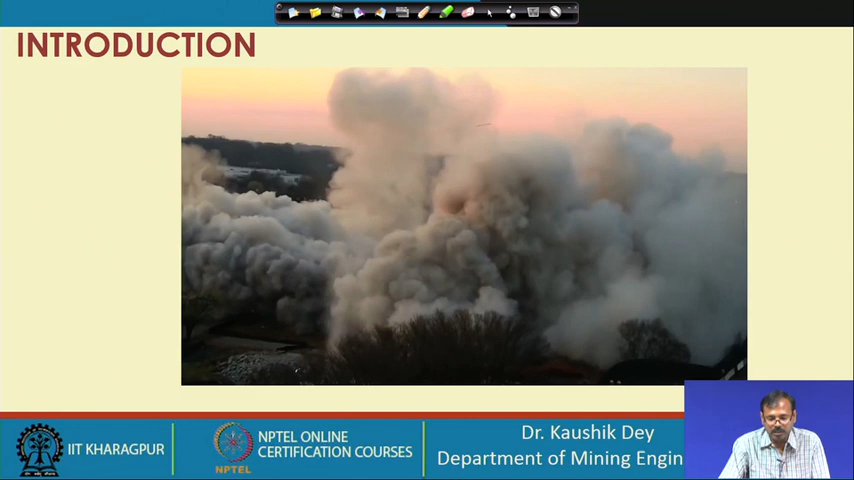 INTRODUCTION
IIT KHARAGPUR
NPTEL
NPTEL ONLINE
CERTIFICATION COURSES
Dr. Kaushik Dey
Department of Mining Engin